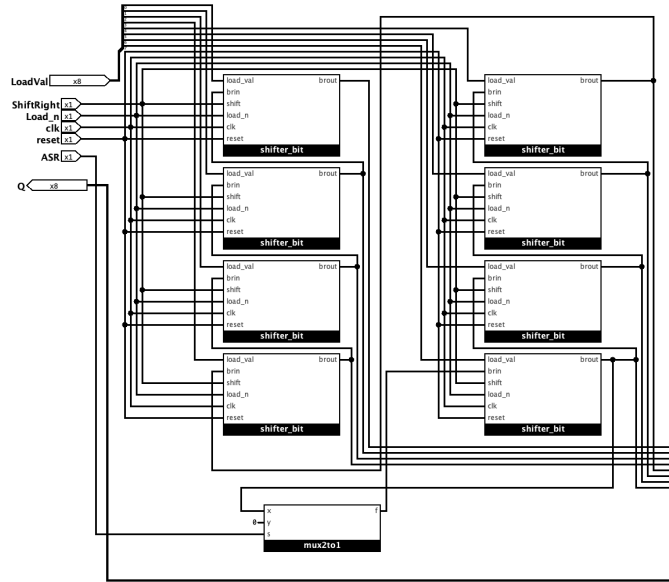 LoadVal x8
ShiftRight x1
Load_n x1
clk x1
reset x1
ASR x1
Q x8
load_val brout
brin
shift
load_n
clk
reset
shifter_bit
load_val brout
brin
shift
load_n
clk
reset
shifter_bit
load_val brout
brin
shift
load_n
clk
reset
shifter_bit
load_val brout
brin
shift
load_n
clk
reset
shifter_bit
load_val brout
brin
shift
load_n
clk
reset
shifter_bit
load_val brout
brin
shift
load_n
clk
reset
shifter_bit
load_val brout
brin
shift
load_n
clk
reset
shifter_bit
load_val brout
brin
shift
load_n
clk
reset
shifter_bit
x f
0 y
s
mux2to1